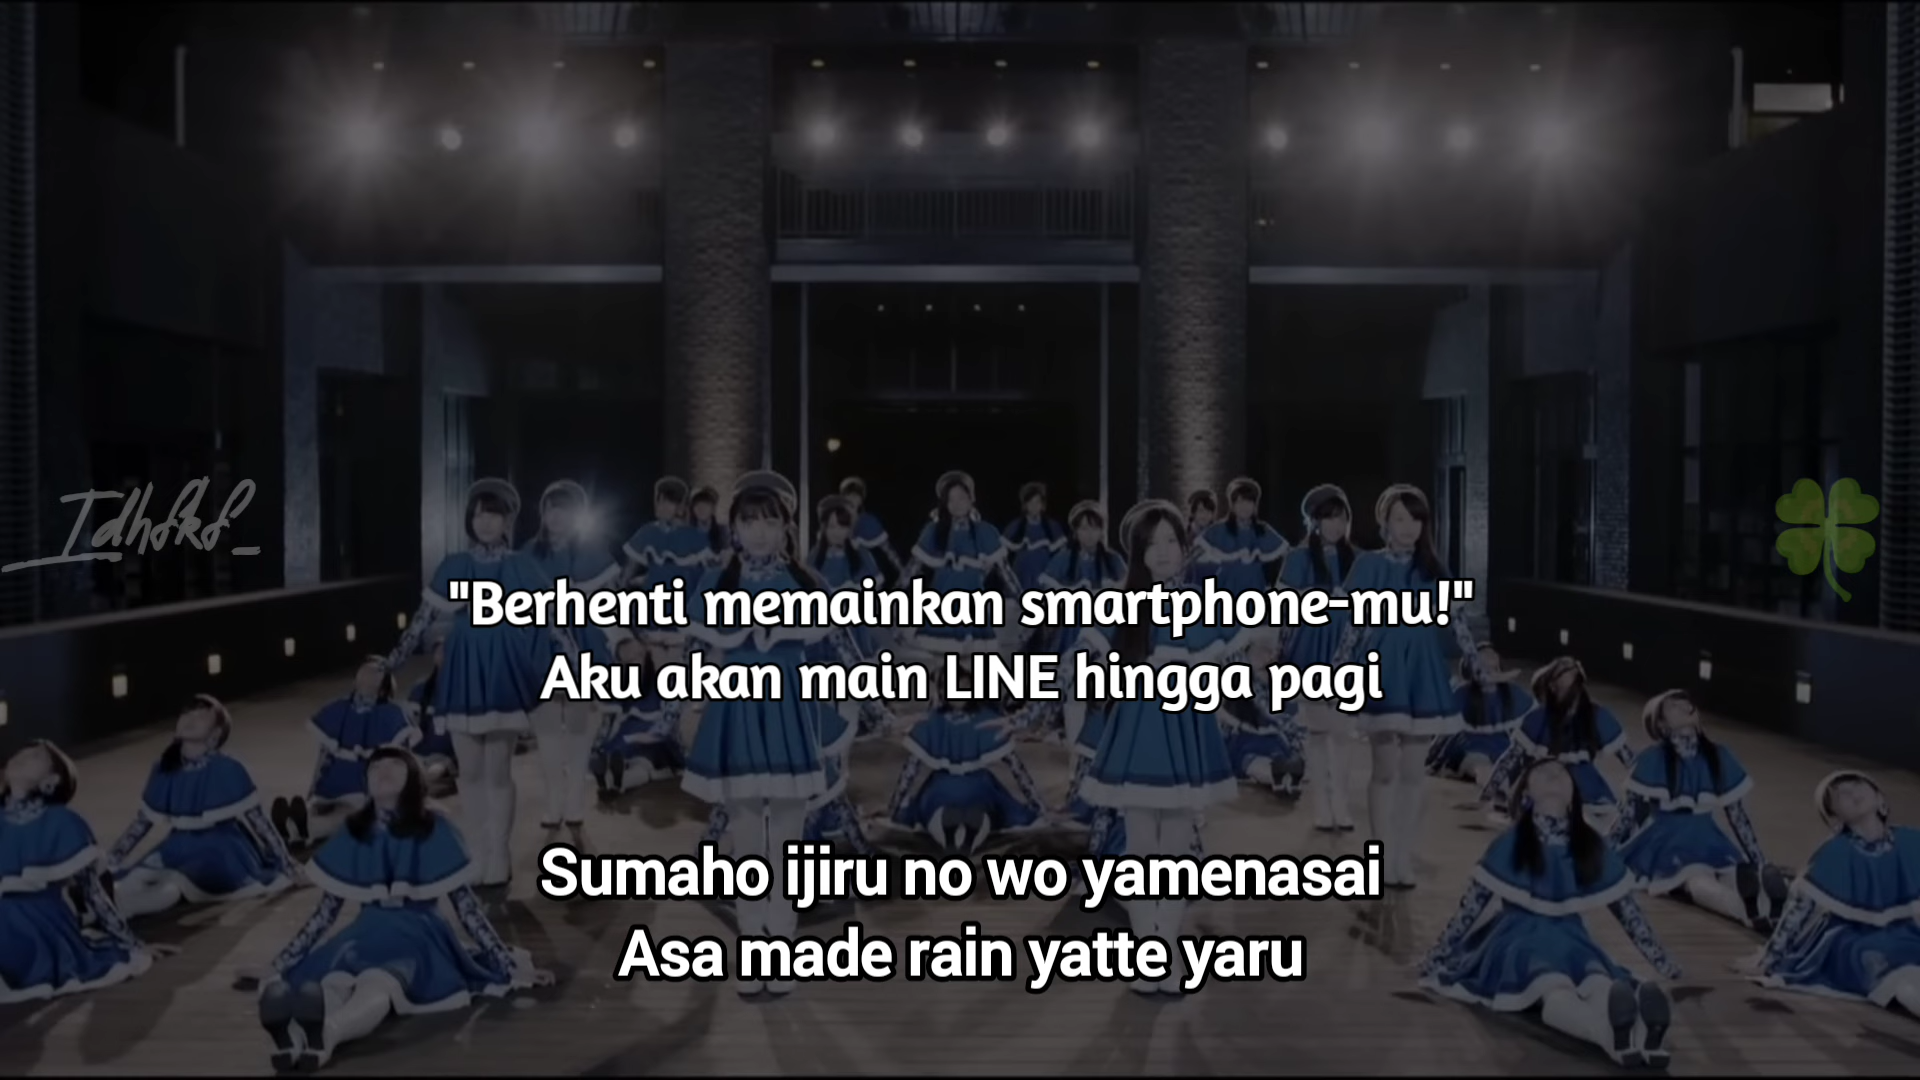 Idhfkf_
"Berhenti memainkan smartphone-mu!"
Aku akan main LINE hingga pagi
Sumaho ijiru no wo yamenasai
Asa made rain yatte yaru